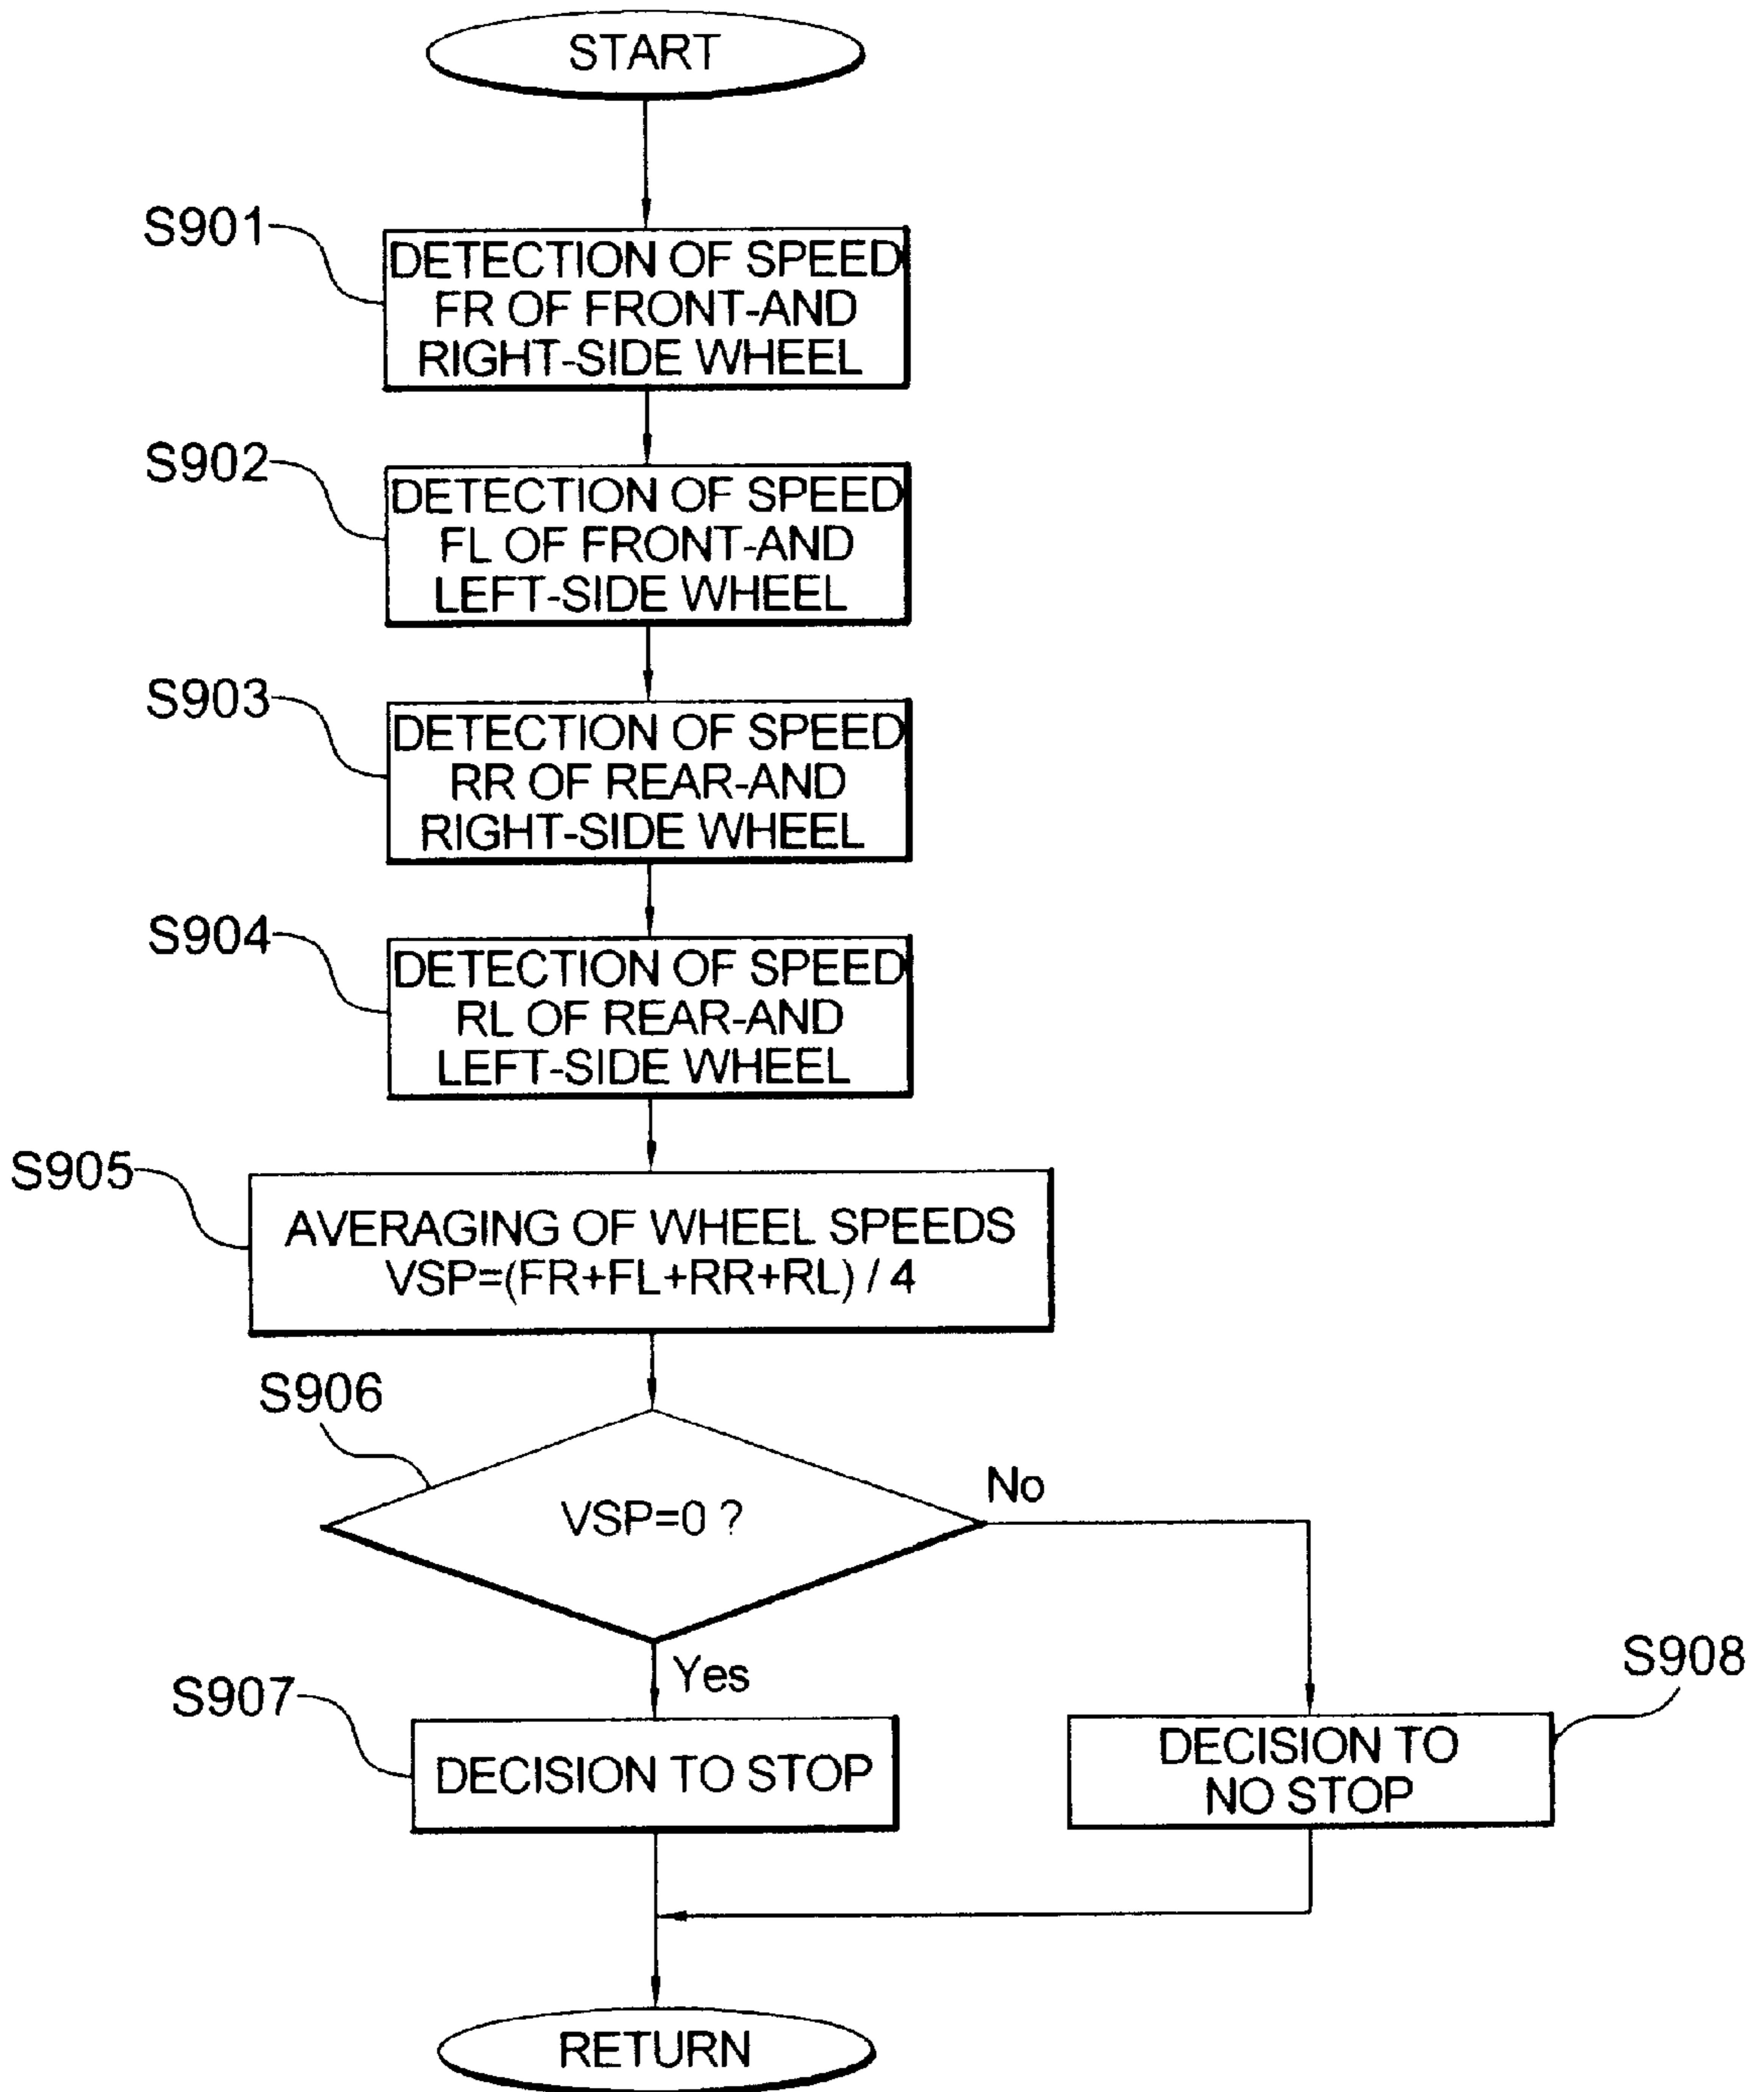 START
S901
DETECTION OF SPEED
FR OF FRONT-AND
RIGHT-SIDE WHEEL
S902
DETECTION OF SPEED
FL OF FRONT-AND
LEFT-SIDE WHEEL
S903
DETECTION OF SPEED
RR OF REAR-AND
RIGHT-SIDE WHEEL
S904
DETECTION OF SPEED
RL OF REAR-AND
LEFT-SIDE WHEEL
S905
AVERAGING OF WHEEL SPEEDS
VSP=(FR+FL+RR+RL) / 4
S906
VSP=0 ?
No
Yes
S907
DECISION TO STOP
S908
DECISION TO
NO STOP
RETURN